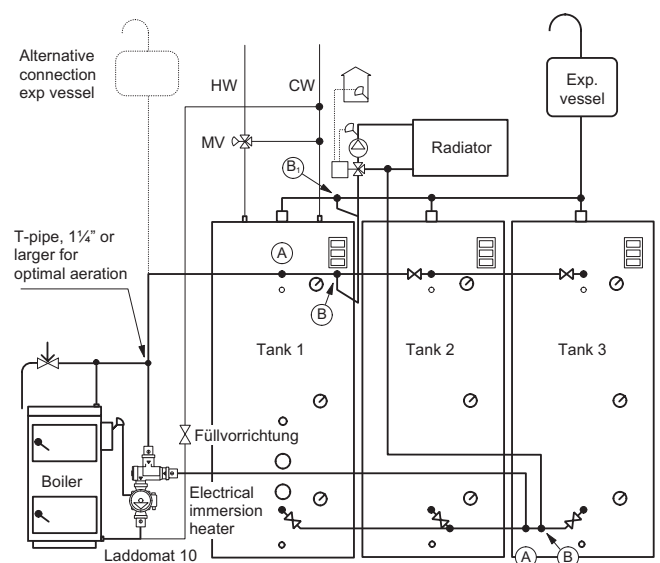 Alternative
connection
exp vessel
HW
CW
Exp.
vessel
MV
Radiator
B₁
T-pipe, 1¼" or
larger for
optimal aeration
A
B
Tank 1
Tank 2
Tank 3
Füllvorrichtung
Boiler
Electrical
immersion
heater
Laddomat 10
A
B